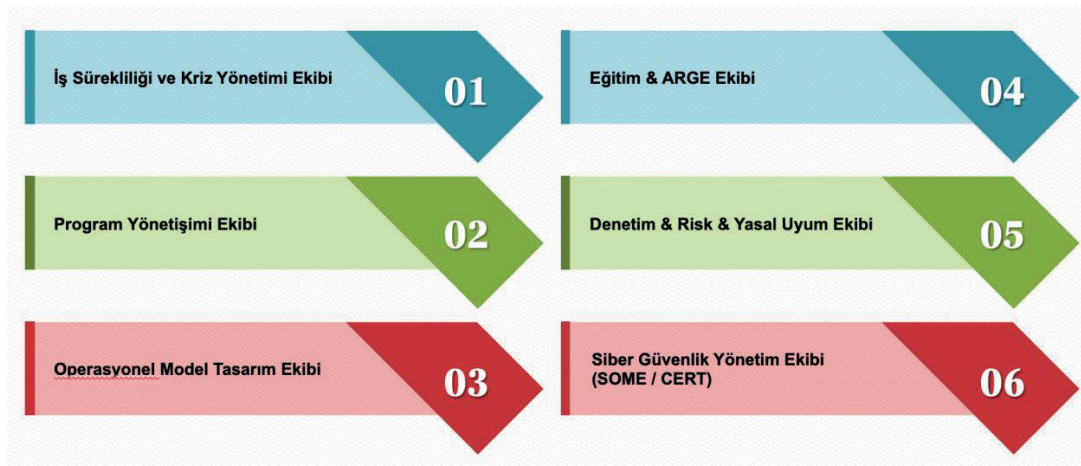 İş Sürekliliği ve Kriz Yönetimi Ekibi
01
Program Yönetişimi Ekibi
02
Operasyonel Model Tasarım Ekibi
03
Eğitim & ARGE Ekibi
04
Denetim & Risk & Yasal Uyum Ekibi
05
Siber Güvenlik Yönetim Ekibi
(SOME / CERT)
06